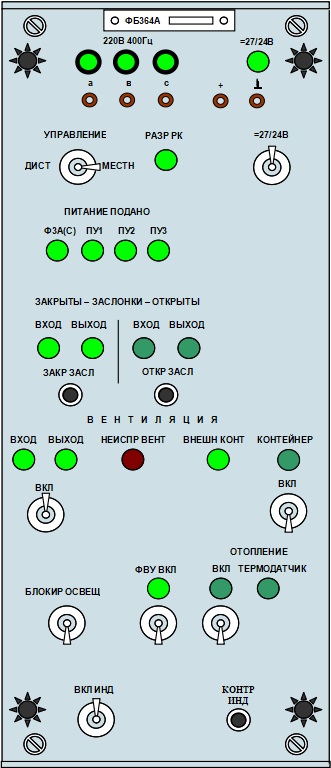 ФБ364А
220В 400Гц =27/24В
а в с
+ ⊥
УПРАВЛЕНИЕ РАЗР РК =27/24В
ДИСТ МЕСТН
ПИТАНИЕ ПОДАНО
ФЗА(С) ПУ1 ПУ2 ПУ3
ЗАКРЫТЫ – ЗАСЛОНКИ – ОТКРЫТЫ
ВХОД ВЫХОД ВХОД ВЫХОД
ЗАКР ЗАСЛ ОТКР ЗАСЛ
ВЕНТИЛЯЦИЯ
ВХОД ВЫХОД НЕИСПР ВЕНТ ВНЕШН КОНТ КОНТЕЙНЕР
ВКЛ ВКЛ
ОТОПЛЕНИЕ
ФВУ ВКЛ ВКЛ ТЕРМОДАТЧИК
БЛОКИР ОСВЕЩ
ВКЛ ИНД КОНТР
ИНД